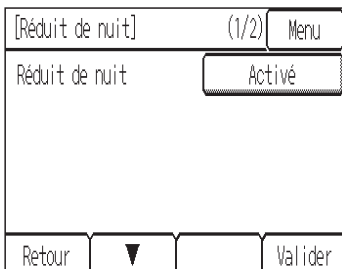 [Réduit de nuit] (1/2) Menu
Réduit de nuit Activé
Retour ▼ Valider